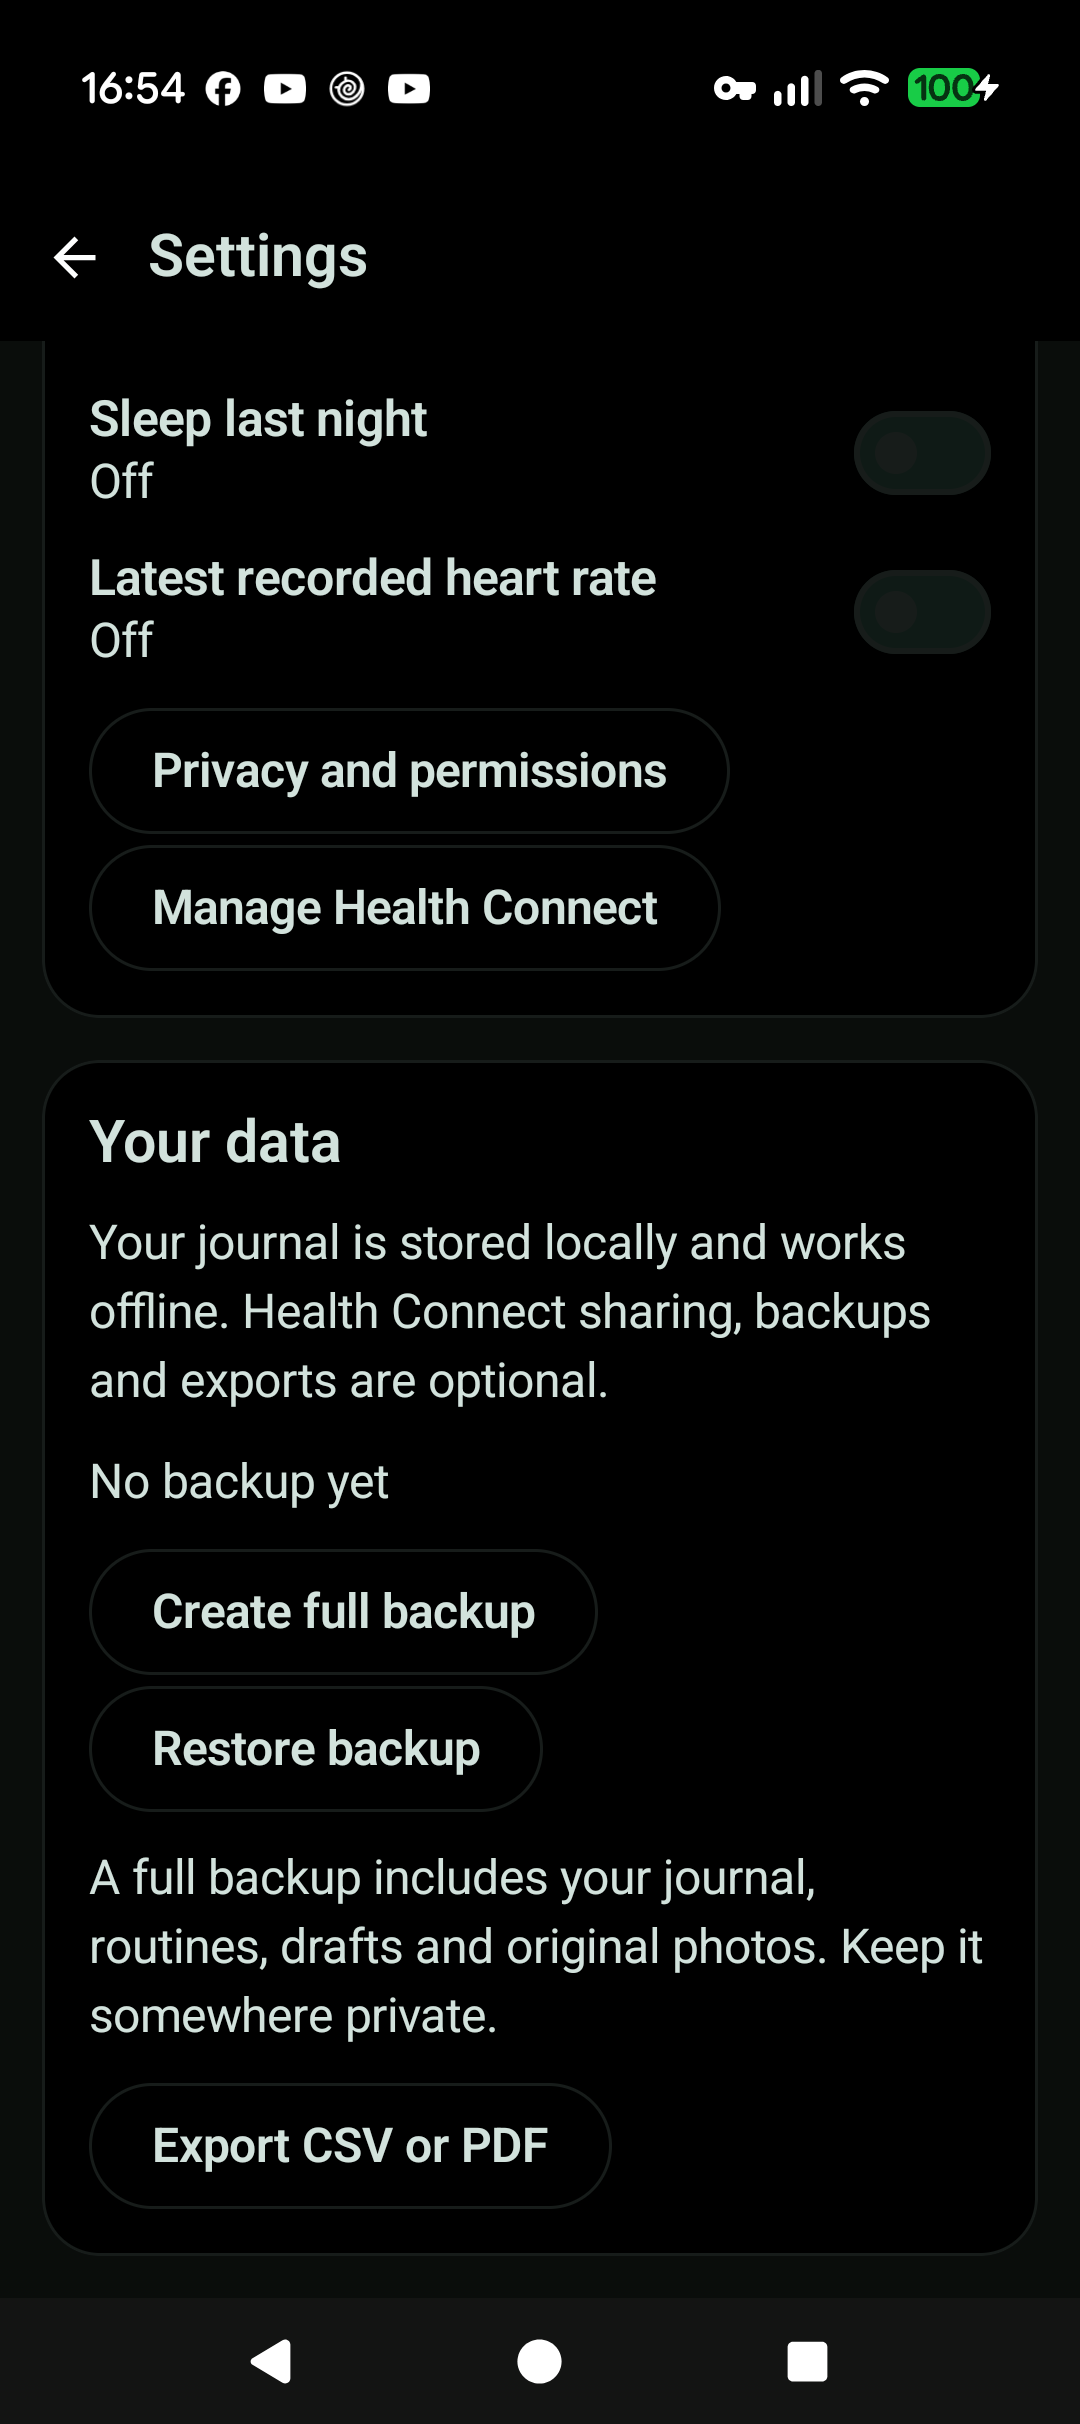 16:54
100
Settings
Sleep last night
Off
Latest recorded heart rate
Off
Privacy and permissions
Manage Health Connect
Your data
Your journal is stored locally and works
offline. Health Connect sharing, backups
and exports are optional.
No backup yet
Create full backup
Restore backup
A full backup includes your journal,
routines, drafts and original photos. Keep it
somewhere private.
Export CSV or PDF